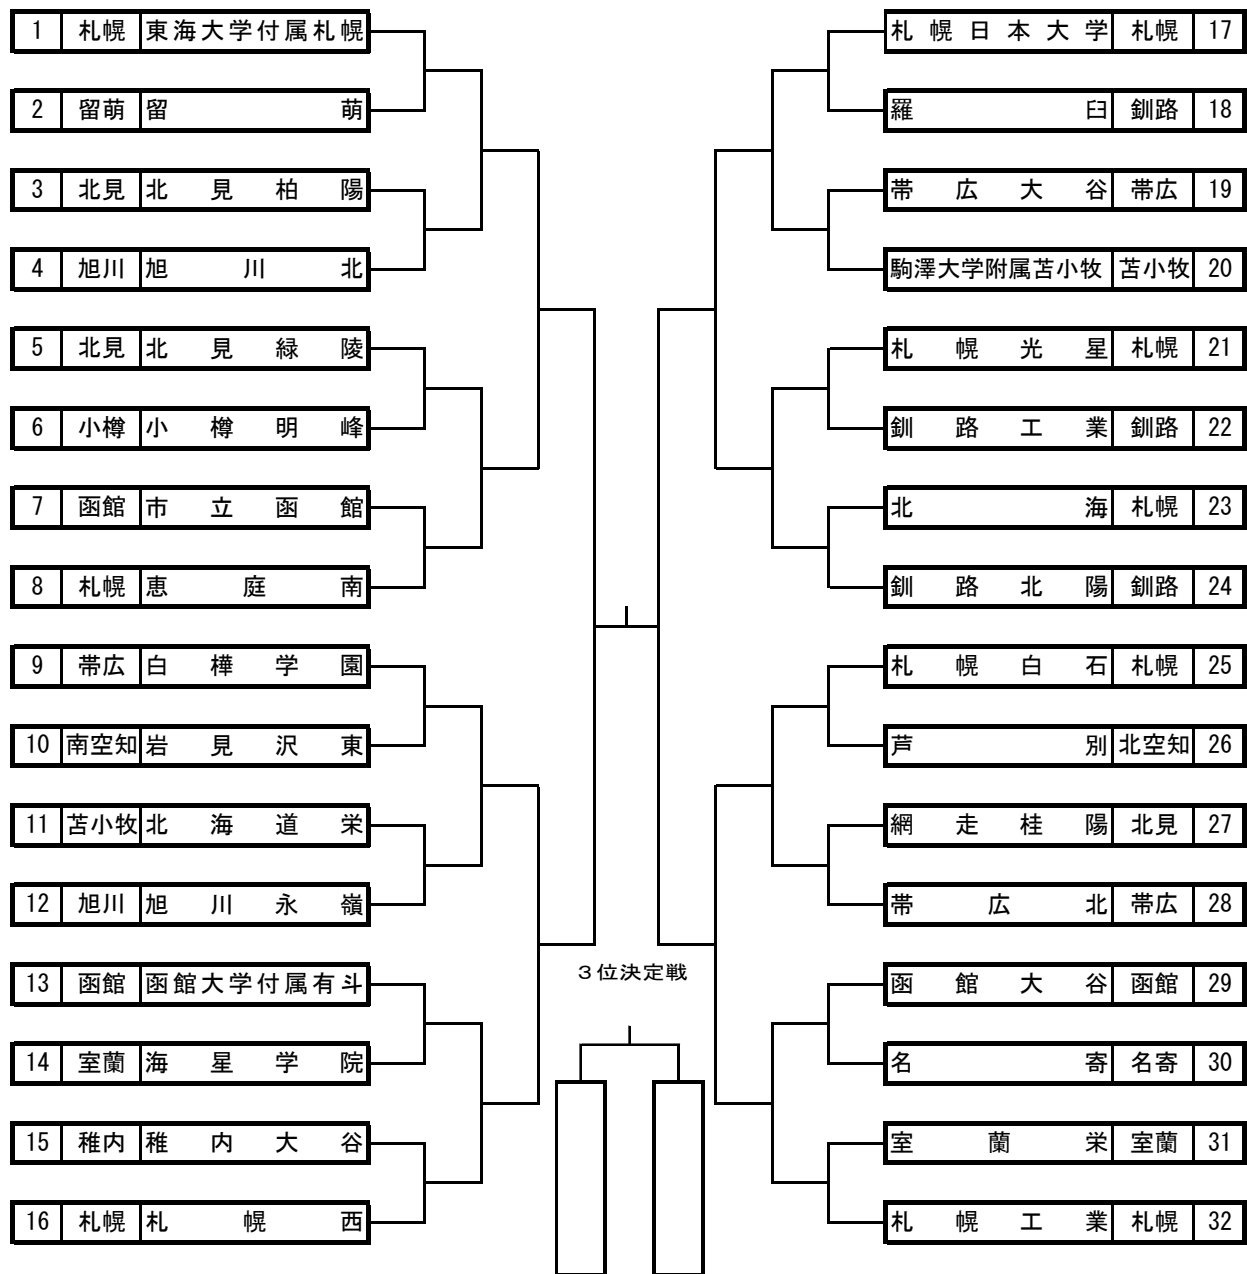 1 札幌 東海大学付属札幌
2 留萌 留萌
3 北見 北見柏陽
4 旭川 旭川北
5 北見 北見緑陵
6 小樽 小樽明峰
7 函館 市立函館
8 札幌 恵庭南
9 帯広 白樺学園
10 南空知 岩見沢東
11 苫小牧 北海道栄
12 旭川 旭川永嶺
13 函館 函館大学付属有斗
14 室蘭 海星学院
15 稚内 稚内大谷
16 札幌 札幌西
3位決定戦
札幌日本大学 札幌 17
羅臼 釧路 18
帯広大谷 帯広 19
駒澤大学附属苫小牧 苫小牧 20
札幌光星 札幌 21
釧路工業 釧路 22
北海 札幌 23
釧路北陽 釧路 24
札幌白石 札幌 25
芦別 北空知 26
網走桂陽 北見 27
帯広北 帯広 28
函館大谷 函館 29
名寄 名寄 30
室蘭栄 室蘭 31
札幌工業 札幌 32